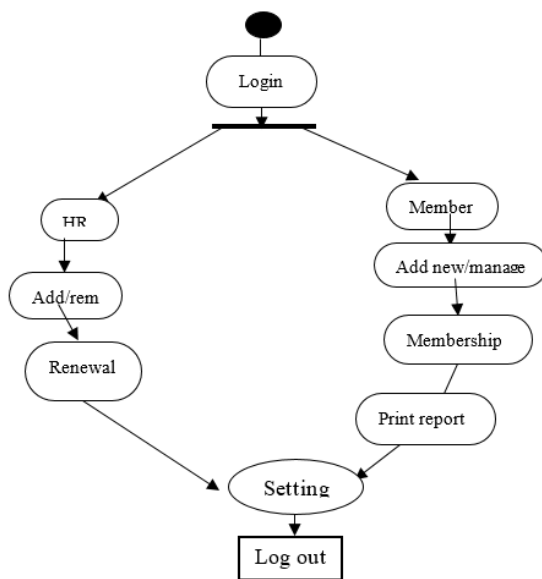 Login
HR
Member
Add new/manage
Add/rem
Membership
Renewal
Print report
Setting
Log out